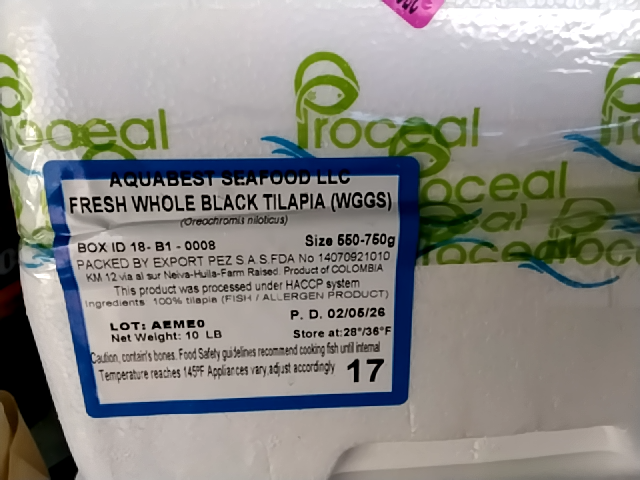 Proceal
Proceal
Proceal
Proceal
AQUABEST SEAFOOD LLC
FRESH WHOLE BLACK TILAPIA (WGGS)
(Oreochromis niloticus)
BOX ID 18- B1 - 0008 Size 550-750g
PACKED BY EXPORT PEZ S.A.S.FDA No 14070921010
KM 12 via al sur Neiva-Huila-Farm Raised. Product of COLOMBIA
This product was processed under HACCP system
Ingredients 100% tilapia (FISH / ALLERGEN PRODUCT)
LOT: AEME0 P. D. 02/05/26
Net Weight: 10 LB Store at:28°/36°F
Caution, contain's bones. Food Safety guidelines recommend cooking fish until internal
Temperature reaches 145ºF Appliances vary,adjust accordingly 17